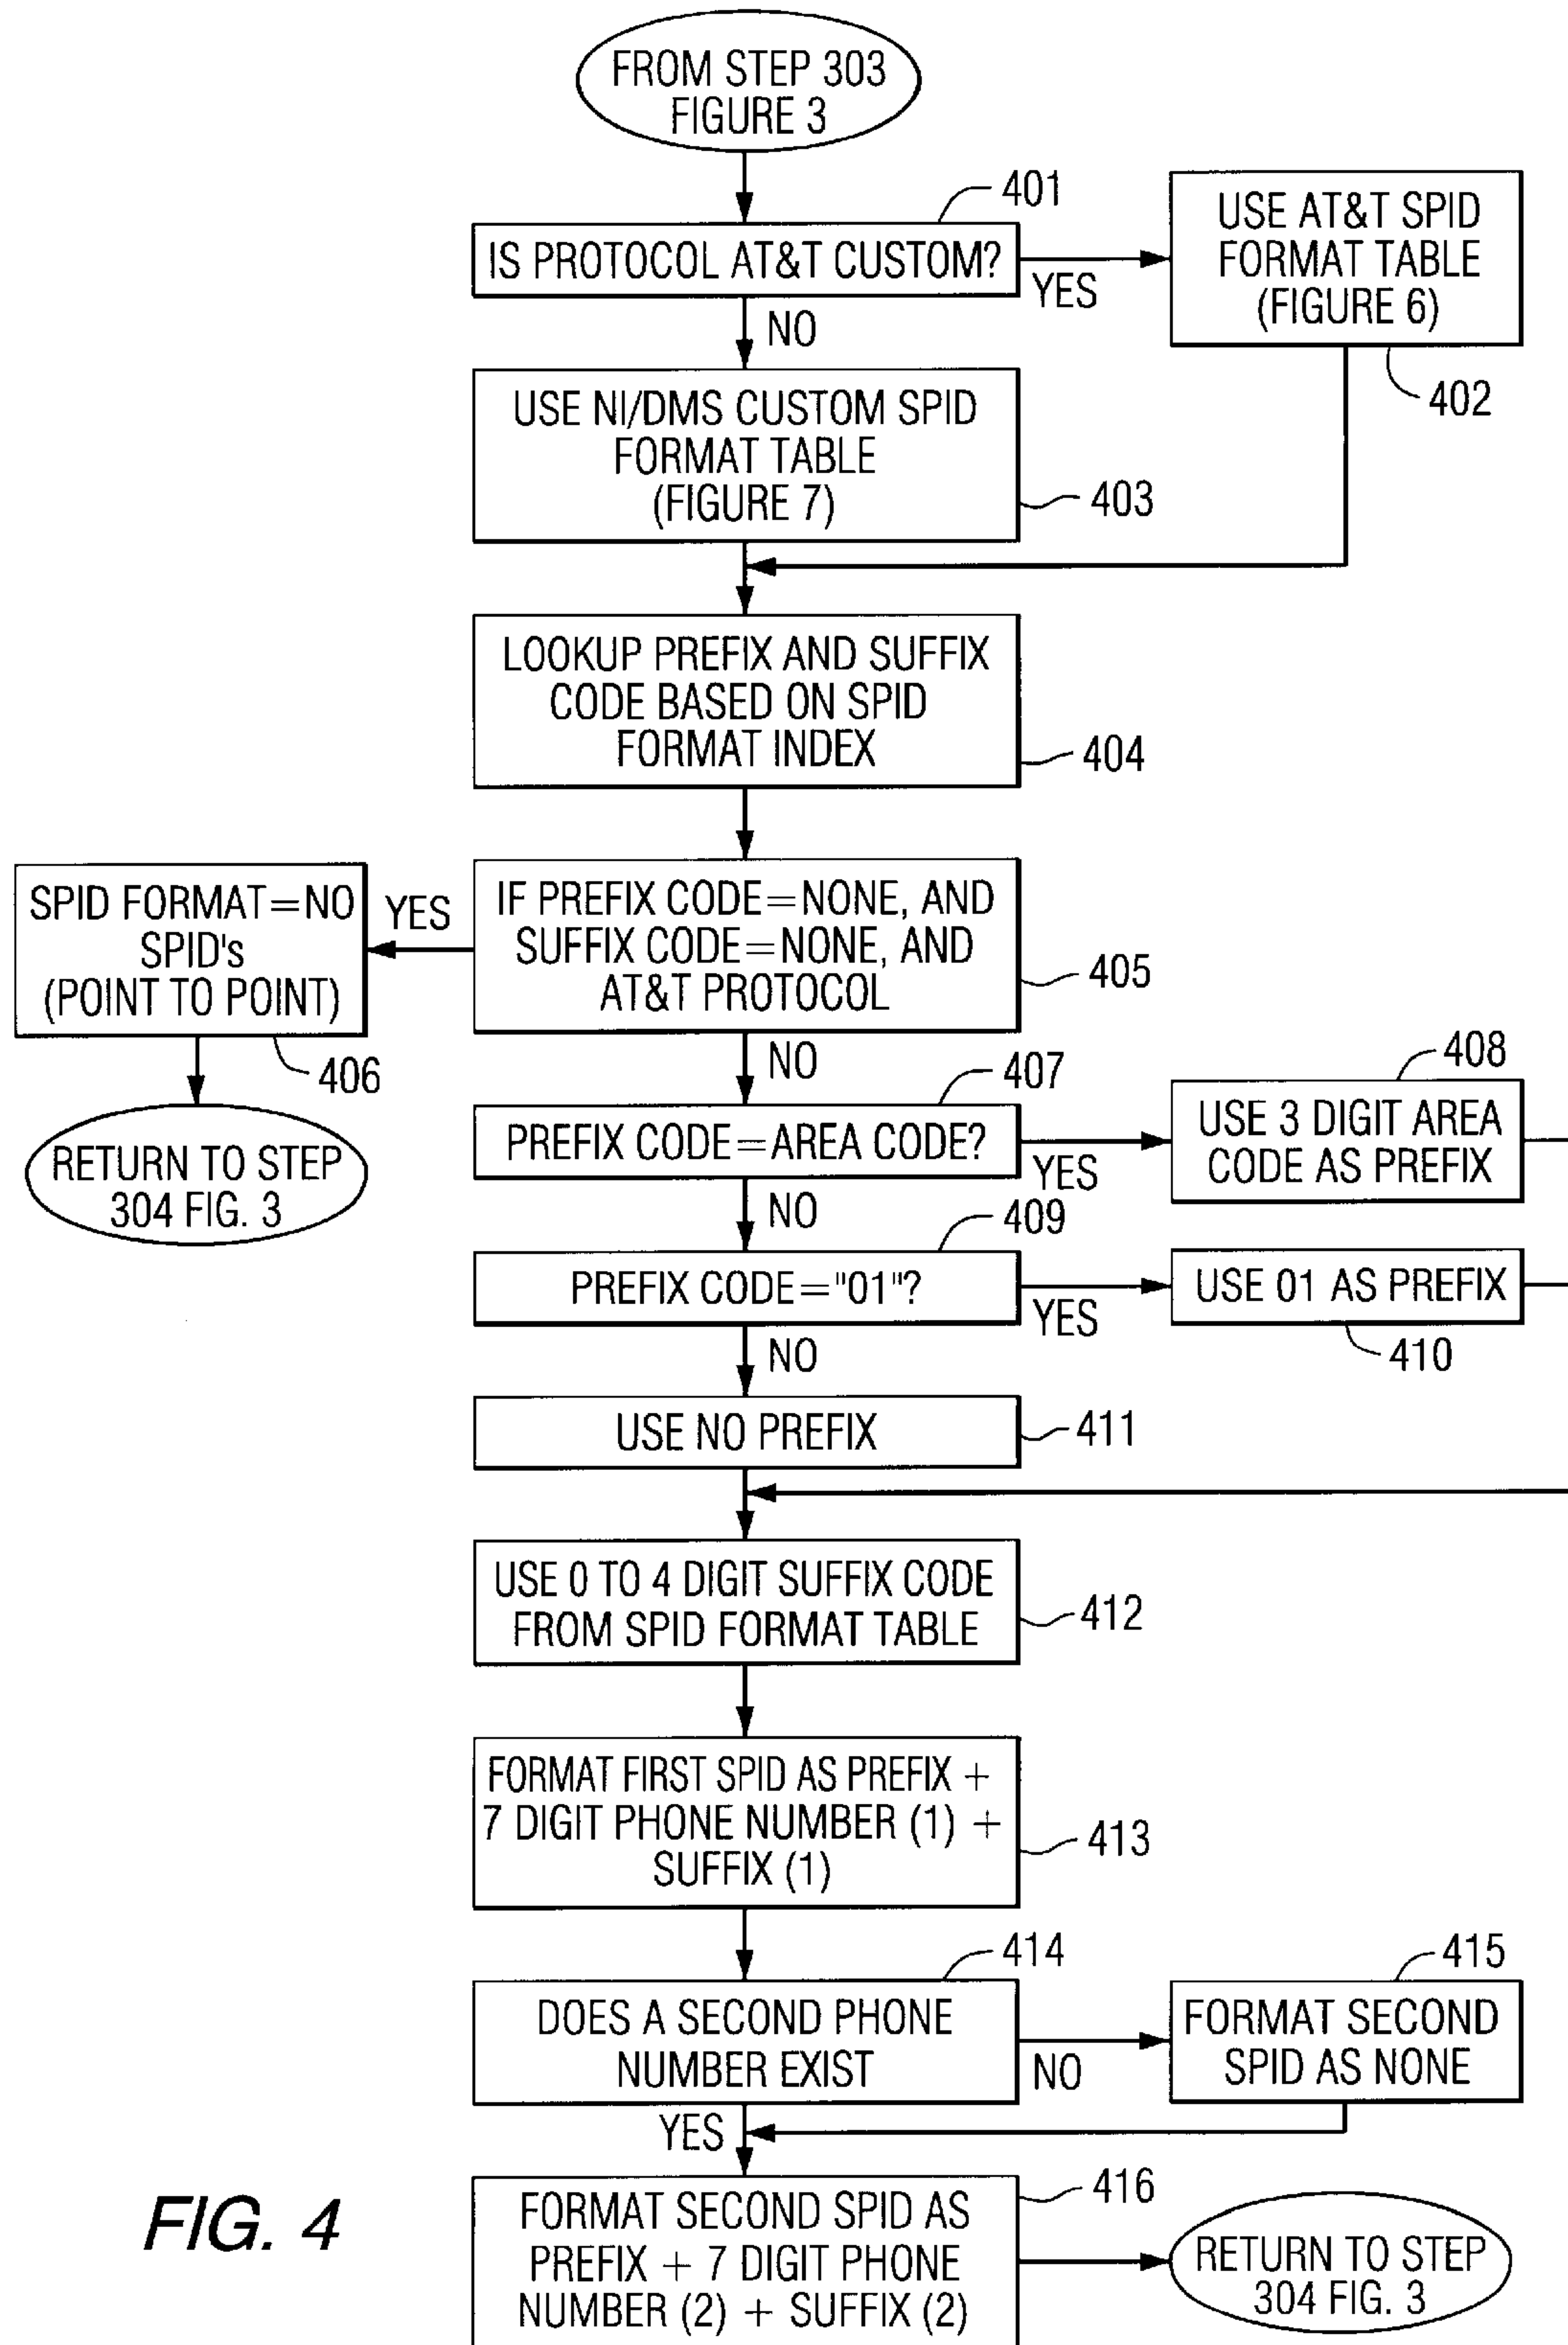 FROM STEP 303
FIGURE 3
401
IS PROTOCOL AT&T CUSTOM?
YES
USE AT&T SPID
FORMAT TABLE
(FIGURE 6)
402
NO
USE NI/DMS CUSTOM SPID
FORMAT TABLE
(FIGURE 7)
403
LOOKUP PREFIX AND SUFFIX
CODE BASED ON SPID
FORMAT INDEX
404
IF PREFIX CODE=NONE, AND
SUFFIX CODE=NONE, AND
AT&T PROTOCOL
405
YES
SPID FORMAT=NO
SPID's
(POINT TO POINT)
406
RETURN TO STEP
304 FIG. 3
NO
407
PREFIX CODE=AREA CODE?
YES
408
USE 3 DIGIT AREA
CODE AS PREFIX
NO
409
PREFIX CODE="01"?
YES
USE 01 AS PREFIX
410
NO
USE NO PREFIX
411
USE 0 TO 4 DIGIT SUFFIX CODE
FROM SPID FORMAT TABLE
412
FORMAT FIRST SPID AS PREFIX +
7 DIGIT PHONE NUMBER (1) +
SUFFIX (1)
413
414
DOES A SECOND PHONE
NUMBER EXIST
NO
415
FORMAT SECOND
SPID AS NONE
YES
416
FORMAT SECOND SPID AS
PREFIX + 7 DIGIT PHONE
NUMBER (2) + SUFFIX (2)
RETURN TO STEP
304 FIG. 3
FIG. 4